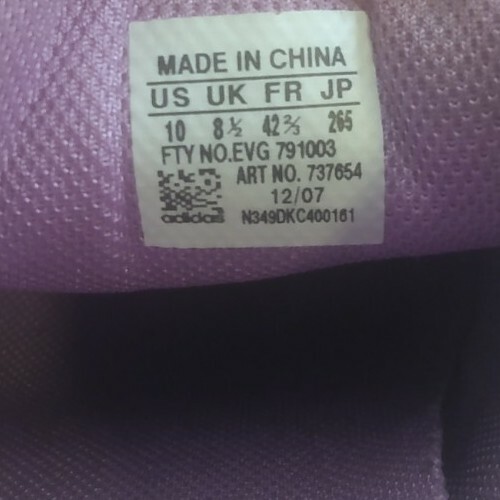 MADE IN CHINA
US UK FR JP
10 8½ 42⅔ 265
FTY NO.EVG 791003
ART NO. 737654
12/07
adidas N349DKC400161